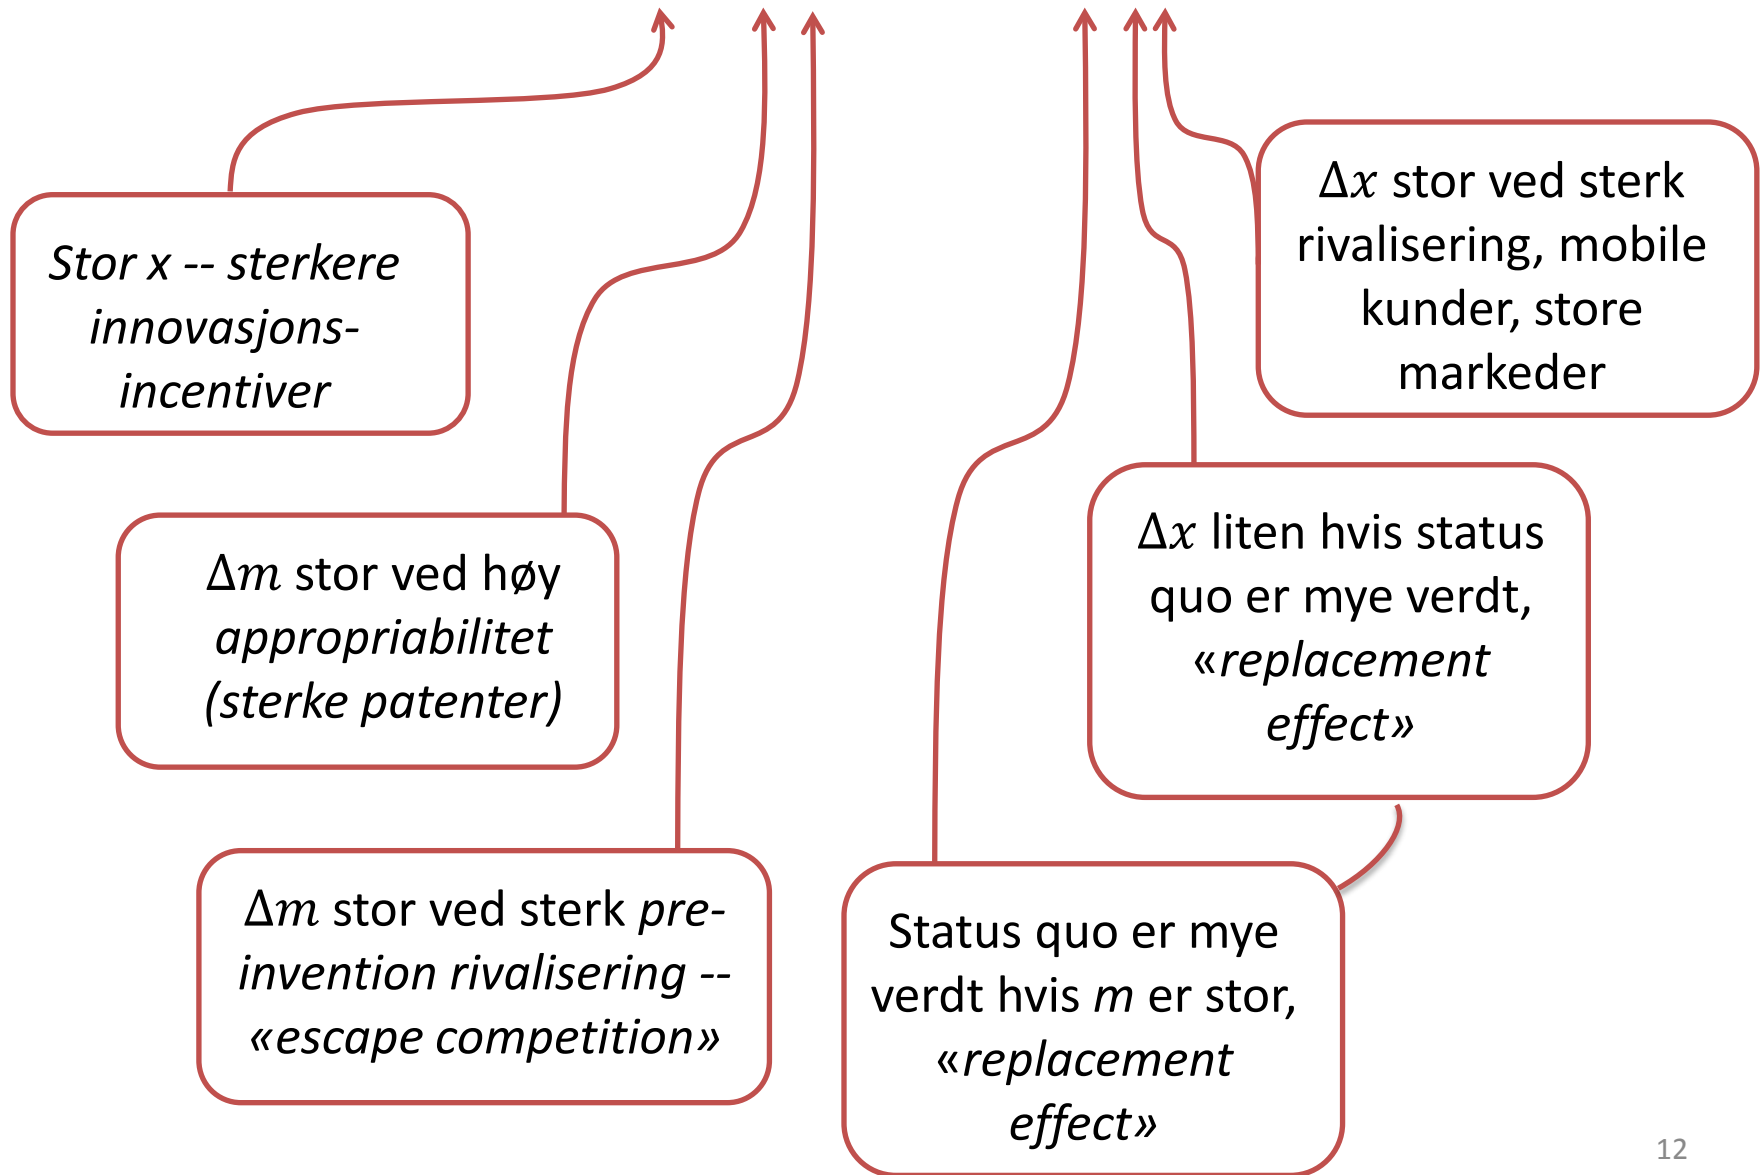 Stor x -- sterkere
innovasjons-
incentiver
Δm stor ved høy
appropriabilitet
(sterke patenter)
Δm stor ved sterk pre-
invention rivalisering --
«escape competition»
Δx stor ved sterk
rivalisering, mobile
kunder, store
markeder
Δx liten hvis status
quo er mye verdt,
«replacement
effect»
Status quo er mye
verdt hvis m er stor,
«replacement
effect»
12